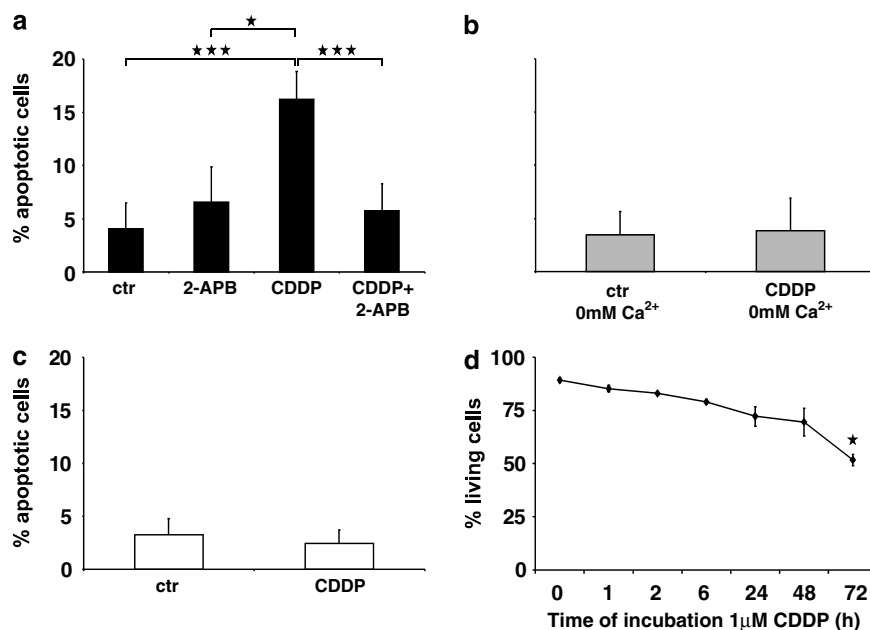 a
★
★★★ ★★★
20
15
10
5
0
% apoptotic cells
ctr 2-APB CDDP CDDP+
2-APB
b
ctr CDDP
0mM Ca²⁺ 0mM Ca²⁺
c
20
15
10
5
0
% apoptotic cells
ctr CDDP
d
100
75
50
25
0
% living cells
★
0 1 2 6 24 48 72
Time of incubation 1μM CDDP (h)